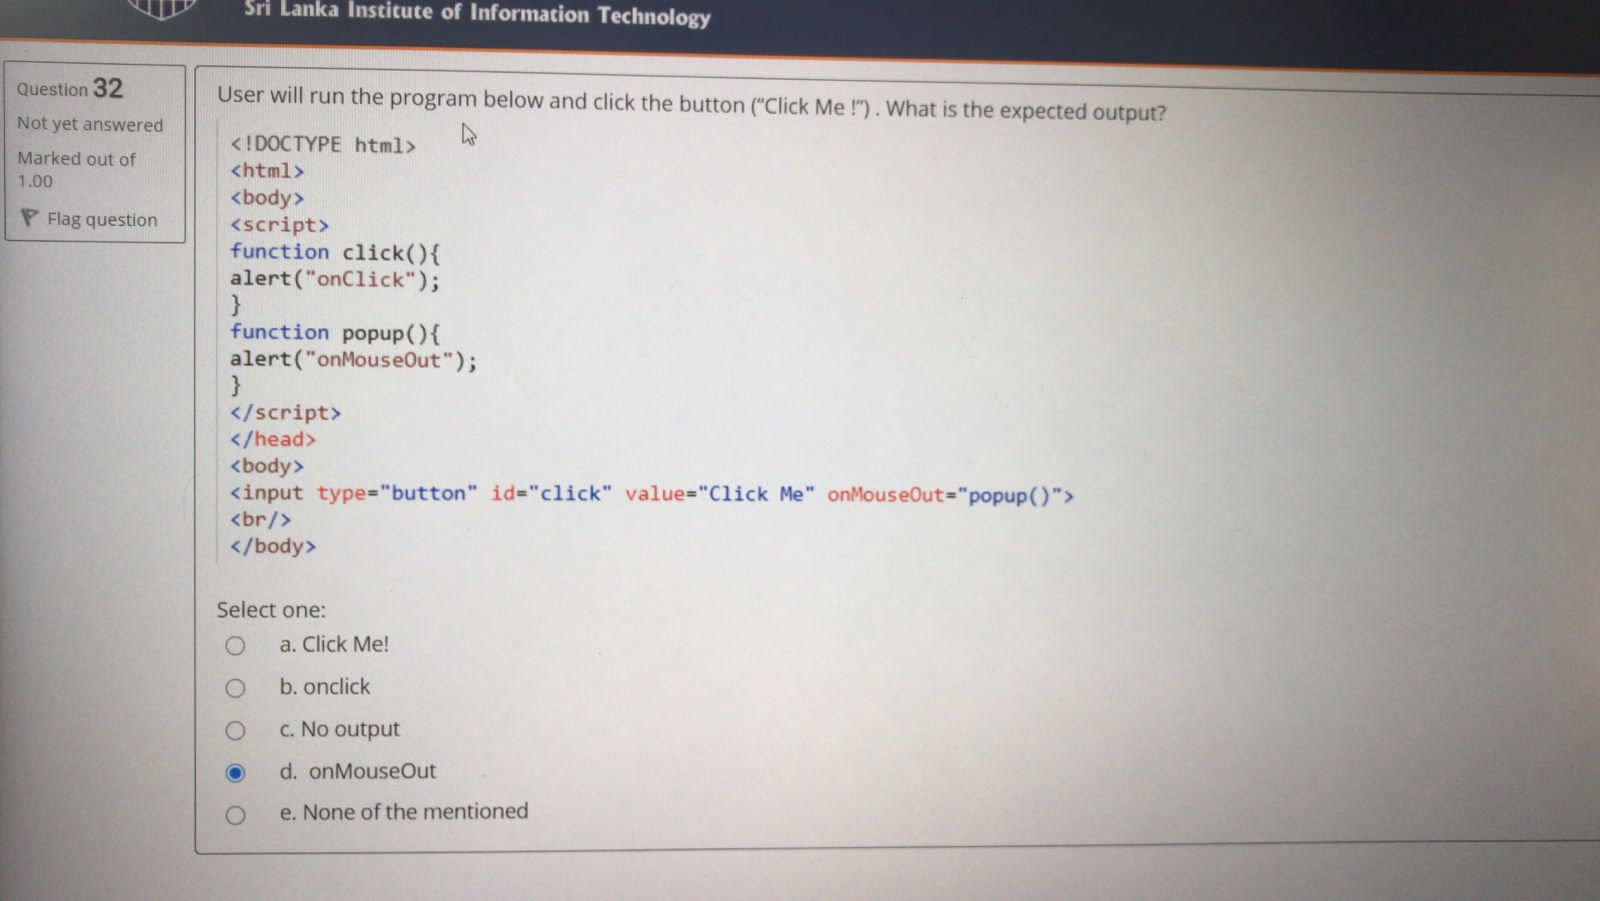 Sri Lanka Institute of Information Technology
Question 32
Not yet answered
Marked out of
1.00
Flag question
User will run the program below and click the button (“Click Me !”) . What is the expected output?
<!DOCTYPE html>
<html>
<body>
<script>
function click(){
alert("onClick");
}
function popup(){
alert("onMouseOut");
}
</script>
</head>
<body>
<input type="button" id="click" value="Click Me" onMouseOut="popup()">
<br/>
</body>
Select one:
a. Click Me!
b. onclick
c. No output
d. onMouseOut
e. None of the mentioned